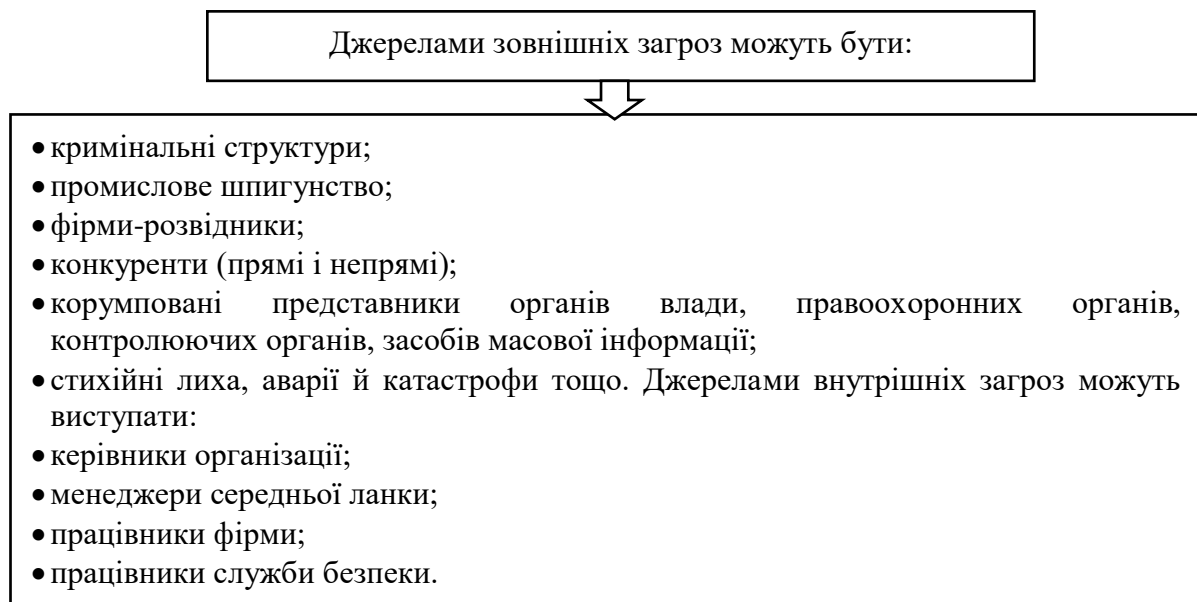 Джерелами зовнішніх загроз можуть бути:
• кримінальні структури;
• промислове шпигунство;
• фірми-розвідники;
• конкуренти (прямі і непрямі);
• корумповані представники органів влади, правоохоронних органів,
контролюючих органів, засобів масової інформації;
• стихійні лиха, аварії й катастрофи тощо. Джерелами внутрішніх загроз можуть
виступати:
• керівники організації;
• менеджери середньої ланки;
• працівники фірми;
• працівники служби безпеки.